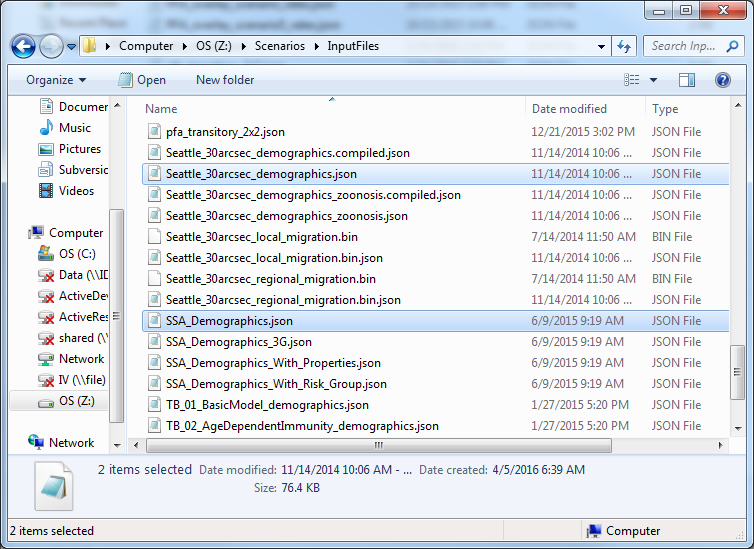 Computer OS (Z:) Scenarios InputFiles Search Inp...
Organize Open New folder
Documer
Music
Pictures
Subversic
Videos
Computer
OS (C:)
Data (\\ID
ActiveDev
ActiveRes
shared (\\
Network
IV (\\file)
OS (Z:)
Network
Name Date modified Type
pfa_transitory_2x2.json 12/21/2015 3:02 PM JSON File
Seattle_30arcsec_demographics.compiled.json 11/14/2014 10:06 ... JSON File
Seattle_30arcsec_demographics.json 11/14/2014 10:06 ... JSON File
Seattle_30arcsec_demographics_zoonosis.compiled.json 11/14/2014 10:06 ... JSON File
Seattle_30arcsec_demographics_zoonosis.json 11/14/2014 10:06 ... JSON File
Seattle_30arcsec_local_migration.bin 7/14/2014 11:50 AM BIN File
Seattle_30arcsec_local_migration.bin.json 11/14/2014 10:06 ... JSON File
Seattle_30arcsec_regional_migration.bin 7/14/2014 11:50 AM BIN File
Seattle_30arcsec_regional_migration.bin.json 11/14/2014 10:06 ... JSON File
SSA_Demographics.json 6/9/2015 9:19 AM JSON File
SSA_Demographics_3G.json 6/9/2015 9:19 AM JSON File
SSA_Demographics_With_Properties.json 6/9/2015 9:19 AM JSON File
SSA_Demographics_With_Risk_Group.json 6/9/2015 9:19 AM JSON File
TB_01_BasicModel_demographics.json 1/27/2015 5:20 PM JSON File
TB_02_AgeDependentImmunity_demographics.json 1/27/2015 5:20 PM JSON File
2 items selected Date modified: 11/14/2014 10:06 AM - ... Date created: 4/5/2016 6:39 AM
Size: 76.4 KB
2 items selected Computer